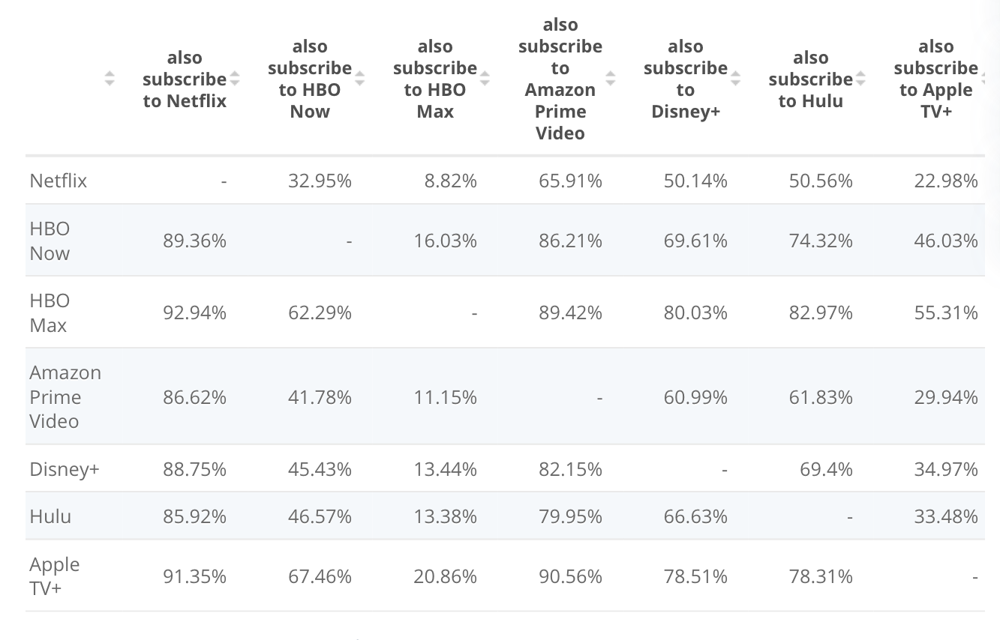 also subscribe to Netflix
also subscribe to HBO Now
also subscribe to HBO Max
also subscribe to Amazon Prime Video
also subscribe to Disney+
also subscribe to Hulu
also subscribe to Apple TV+
Netflix - 32.95% 8.82% 65.91% 50.14% 50.56% 22.98%
HBO Now 89.36% - 16.03% 86.21% 69.61% 74.32% 46.03%
HBO Max 92.94% 62.29% - 89.42% 80.03% 82.97% 55.31%
Amazon Prime Video 86.62% 41.78% 11.15% - 60.99% 61.83% 29.94%
Disney+ 88.75% 45.43% 13.44% 82.15% - 69.4% 34.97%
Hulu 85.92% 46.57% 13.38% 79.95% 66.63% - 33.48%
Apple TV+ 91.35% 67.46% 20.86% 90.56% 78.51% 78.31% -